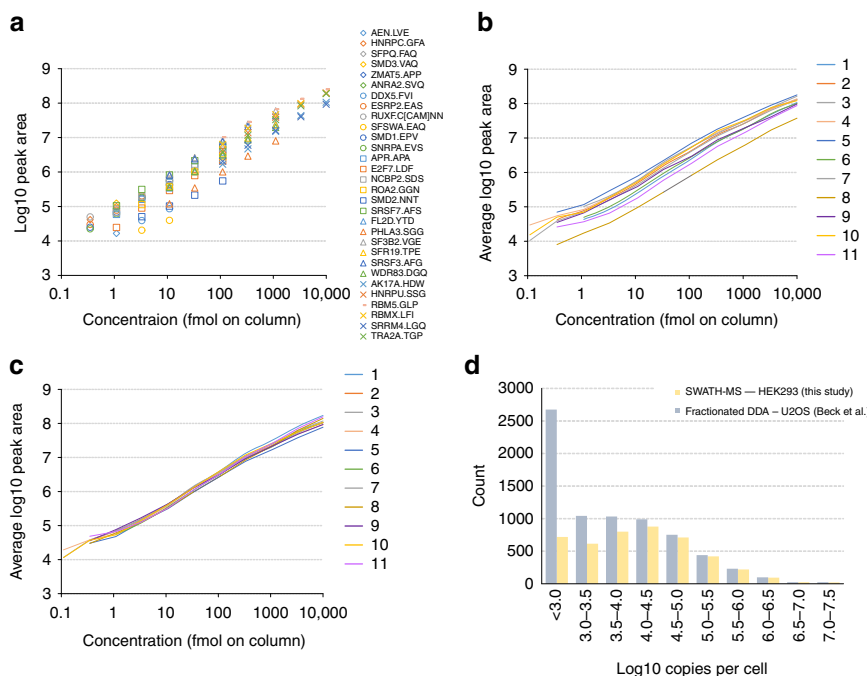 a
Log10 peak area
9
8
7
6
5
4
3
0.1
1
10
100
1000
10,000
Concentraion (fmol on column)
AEN.LVE
HNRPC.GFA
SFPQ.FAQ
SMD3.VAQ
ZMAT5.APP
ANRA2.SVQ
DDX5.FVI
ESRP2.EAS
RUXF.C[CAM]NN
SFSWA.EAQ
SMD1.EPV
SNRPA.EVS
APR.APA
E2F7.LDF
NCBP2.SDS
ROA2.GGN
SMD2.NNT
SRSF7.AFS
FL2D.YTD
PHLA3.SGG
SF3B2.VGE
SFR19.TPE
SRSF3.AFG
WDR83.DGQ
AK17A.HDW
HNRPU.SSG
RBM5.GLP
RBMX.LFI
SRRM4.LGQ
TRA2A.TGP
b
Average log10 peak area
9
8
7
6
5
4
3
0.1
1
10
100
1000
10,000
Concentration (fmol on column)
1
2
3
4
5
6
7
8
9
10
11
c
Average log10 peak area
9
8
7
6
5
4
3
0.1
1
10
100
1000
10,000
Concentration (fmol on column)
1
2
3
4
5
6
7
8
9
10
11
d
Count
3000
2500
2000
1500
1000
500
0
SWATH-MS — HEK293 (this study)
Fractionated DDA – U2OS (Beck et al.
<3.0
3.0–3.5
3.5–4.0
4.0–4.5
4.5–5.0
5.0–5.5
5.5–6.0
6.0–6.5
6.5–7.0
7.0–7.5
Log10 copies per cell